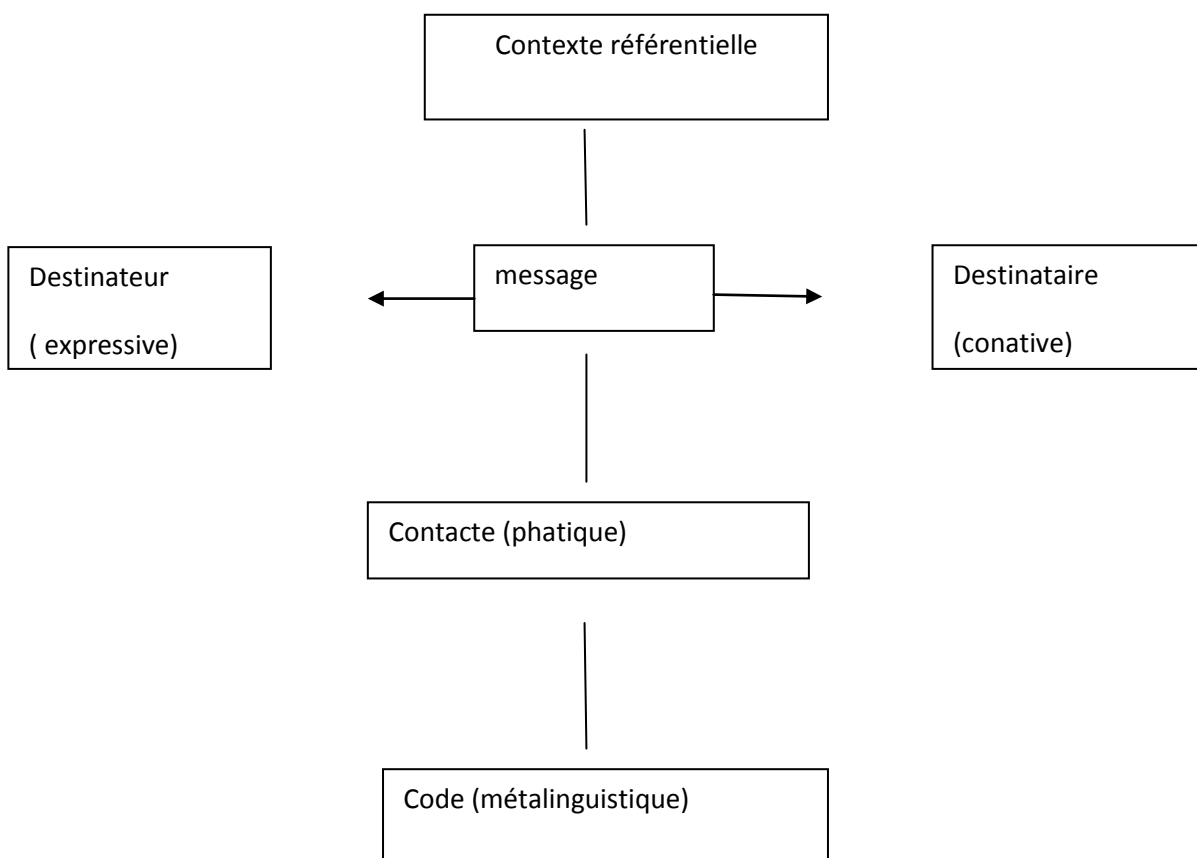 Contexte référentielle
Destinateur
( expressive)
message
Destinataire
(conative)
Contacte (phatique)
Code (métalinguistique)